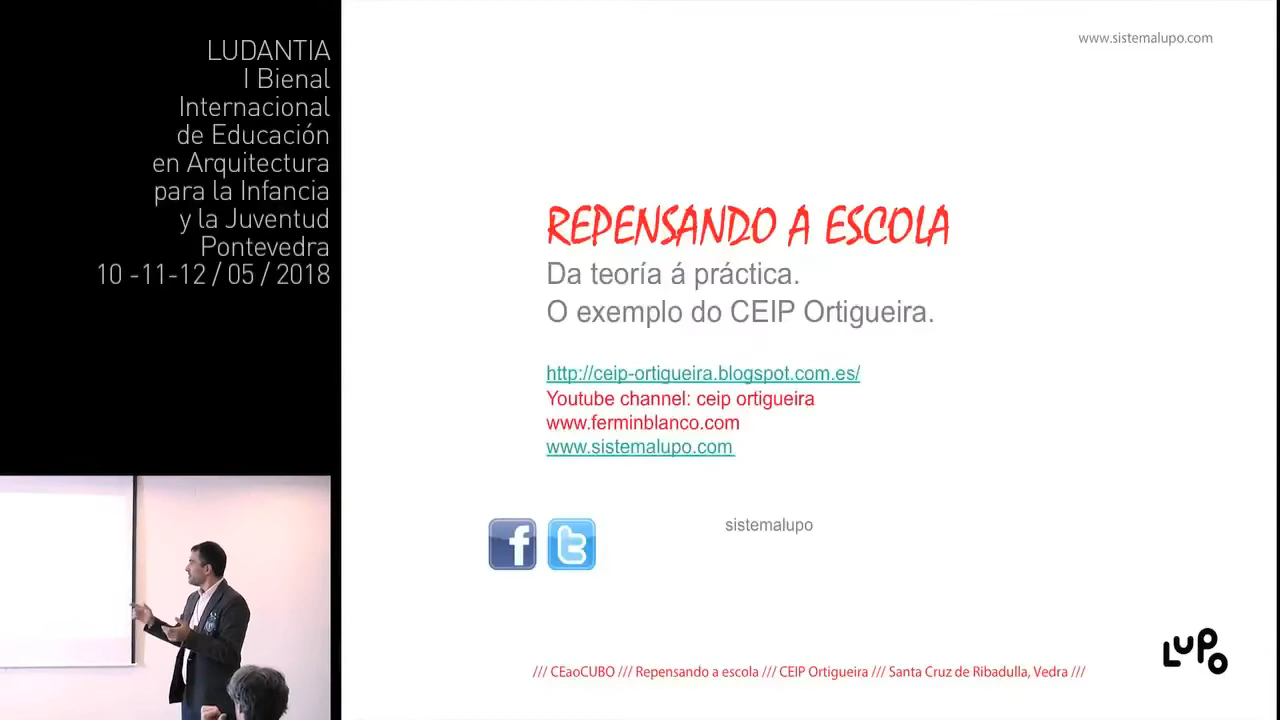 LUDANTIA
I Bienal
Internacional
de Educación
en Arquitectura
para la Infancia
y la Juventud
Pontevedra
10 -11-12 / 05 / 2018
www.sistemalupo.com
REPENSANDO A ESCOLA
Da teoría á práctica.
O exemplo do CEIP Ortigueira.
http://ceip-ortigueira.blogspot.com.es/
Youtube channel: ceip ortigueira
www.ferminblanco.com
www.sistemalupo.com
f t
sistemalupo
LUPO
/// CEaoCUBO /// Repensando a escola /// CEIP Ortigueira /// Santa Cruz de Ribadulla, Vedra ///